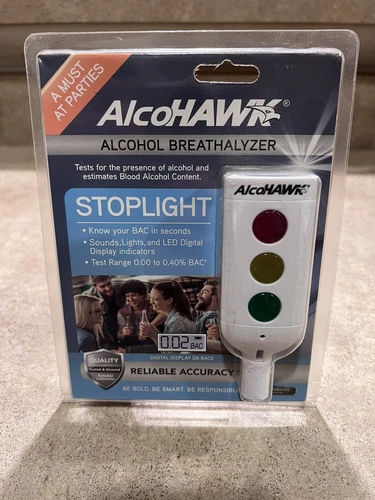 A MUST
AT PARTIES
ALCOHAWK®
ALCOHOL BREATHALYZER
Tests for the presence of alcohol and
estimates Blood Alcohol Content.
STOPLIGHT
• Know your BAC in seconds
• Sounds, Lights, and LED Digital
Display indicators
• Test Range 0.00 to 0.40% BAC*
ALCOHAWK
0.02 BAC
DIGITAL DISPLAY ON BACK
QUALITY
RELIABLE ACCURACY
BE BOLD. BE SMART. BE RESPONSIBLE